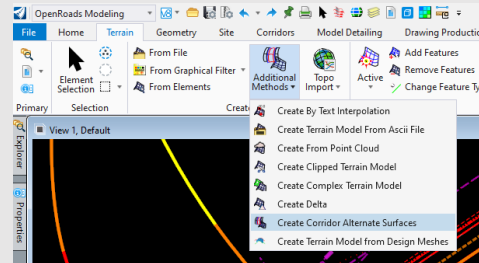 OpenRoads Modeling
File Home Terrain Geometry Site Corridors Model Detailing Drawing Productio
From File
From Graphical Filter
From Elements
Element
Selection
Additional
Methods
Topo
Import
Active
Add Features
Remove Features
Change Feature Ty
Primary Selection Creat
View 1, Default
Explorer
Properties
Create By Text Interpolation
Create Terrain Model From Ascii File
Create From Point Cloud
Create Clipped Terrain Model
Create Complex Terrain Model
Create Delta
Create Corridor Alternate Surfaces
Create Terrain Model from Design Meshes